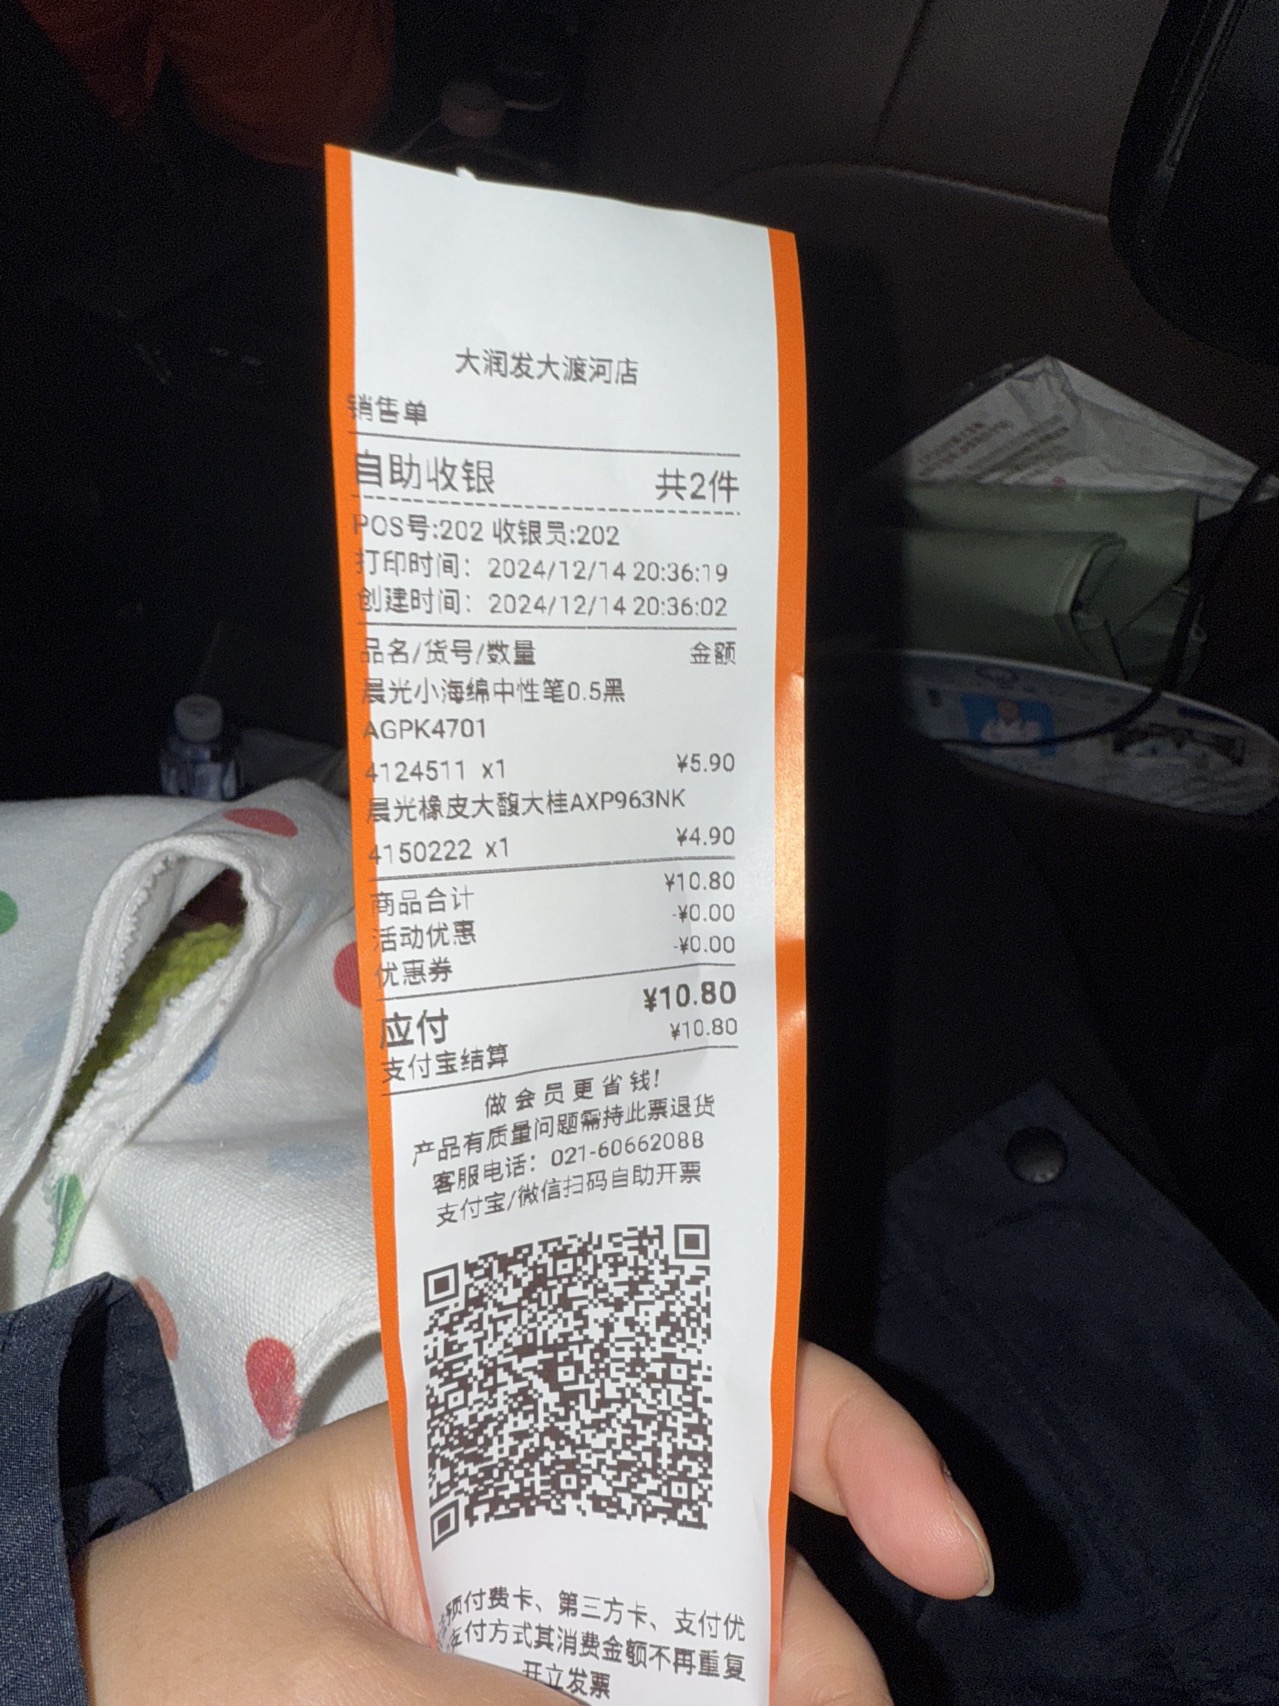 大润发大渡河店
销售单
自助收银 共2件
POS号:202 收银员:202
打印时间： 2024/12/14 20:36:19
创建时间： 2024/12/14 20:36:02
品名/货号/数量 金额
晨光小海绵中性笔0.5黑
AGPK4701
4124511 x1 ¥5.90
晨光橡皮大馥大桂AXP963NK
4150222 x1 ¥4.90
商品合计 ¥10.80
活动优惠 -¥0.00
优惠券 -¥0.00
应付 ¥10.80
支付宝结算 ¥10.80
做会员更省钱!
产品有质量问题需持此票退货
客服电话：021-60662088
支付宝/微信扫码自助开票
预付费卡、第三方卡、支付优
支付方式其消费金额不再重复
开立发票